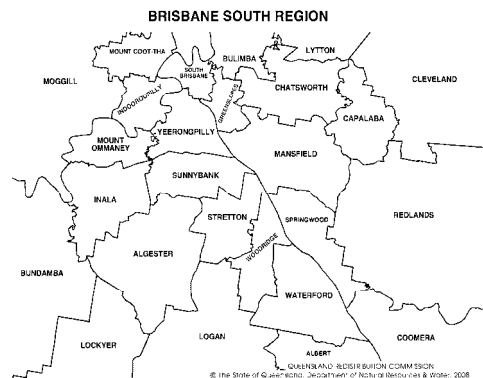 BRISBANE SOUTH REGION
MOUNT COOT-THA
LYTTON
BULIMBA
SOUTH
BRISBANE
MOGGILL
CLEVELAND
INDOOROOPILLY
GREENSLOPES
CHATSWORTH
CAPALABA
YEERONGPILLY
MOUNT
OMMANEY
MANSFIELD
SUNNYBANK
INALA
STRETTON
SPRINGWOOD
REDLANDS
ALGESTER
WOODRIDGE
BUNDAMBA
WATERFORD
LOGAN
COOMERA
LOCKYER
ALBERT
QUEENSLAND REDISTRIBUTION COMMISSION
© The State of Queensland, Department of Natural Resources & Water, 2008